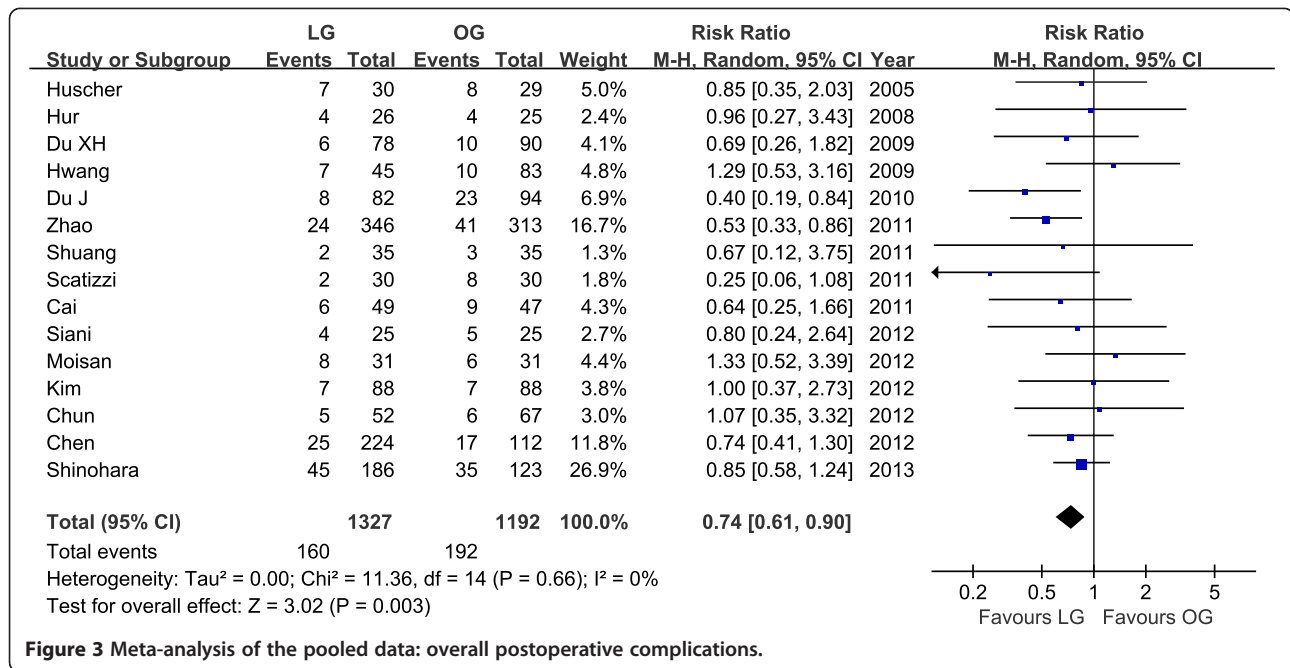 LG OG Risk Ratio Risk Ratio
Study or Subgroup Events Total Events Total Weight M-H, Random, 95% CI Year M-H, Random, 95% CI
Huscher 7 30 8 29 5.0% 0.85 [0.35, 2.03] 2005
Hur 4 26 4 25 2.4% 0.96 [0.27, 3.43] 2008
Du XH 6 78 10 90 4.1% 0.69 [0.26, 1.82] 2009
Hwang 7 45 10 83 4.8% 1.29 [0.53, 3.16] 2009
Du J 8 82 23 94 6.9% 0.40 [0.19, 0.84] 2010
Zhao 24 346 41 313 16.7% 0.53 [0.33, 0.86] 2011
Shuang 2 35 3 35 1.3% 0.67 [0.12, 3.75] 2011
Scatizzi 2 30 8 30 1.8% 0.25 [0.06, 1.08] 2011
Cai 6 49 9 47 4.3% 0.64 [0.25, 1.66] 2011
Siani 4 25 5 25 2.7% 0.80 [0.24, 2.64] 2012
Moisan 8 31 6 31 4.4% 1.33 [0.52, 3.39] 2012
Kim 7 88 7 88 3.8% 1.00 [0.37, 2.73] 2012
Chun 5 52 6 67 3.0% 1.07 [0.35, 3.32] 2012
Chen 25 224 17 112 11.8% 0.74 [0.41, 1.30] 2012
Shinohara 45 186 35 123 26.9% 0.85 [0.58, 1.24] 2013
Total (95% CI) 1327 1192 100.0% 0.74 [0.61, 0.90]
Total events 160 192
Heterogeneity: Tau² = 0.00; Chi² = 11.36, df = 14 (P = 0.66); I² = 0%
Test for overall effect: Z = 3.02 (P = 0.003)
0.2 0.5 1 2 5
Favours LG Favours OG
Figure 3 Meta-analysis of the pooled data: overall postoperative complications.